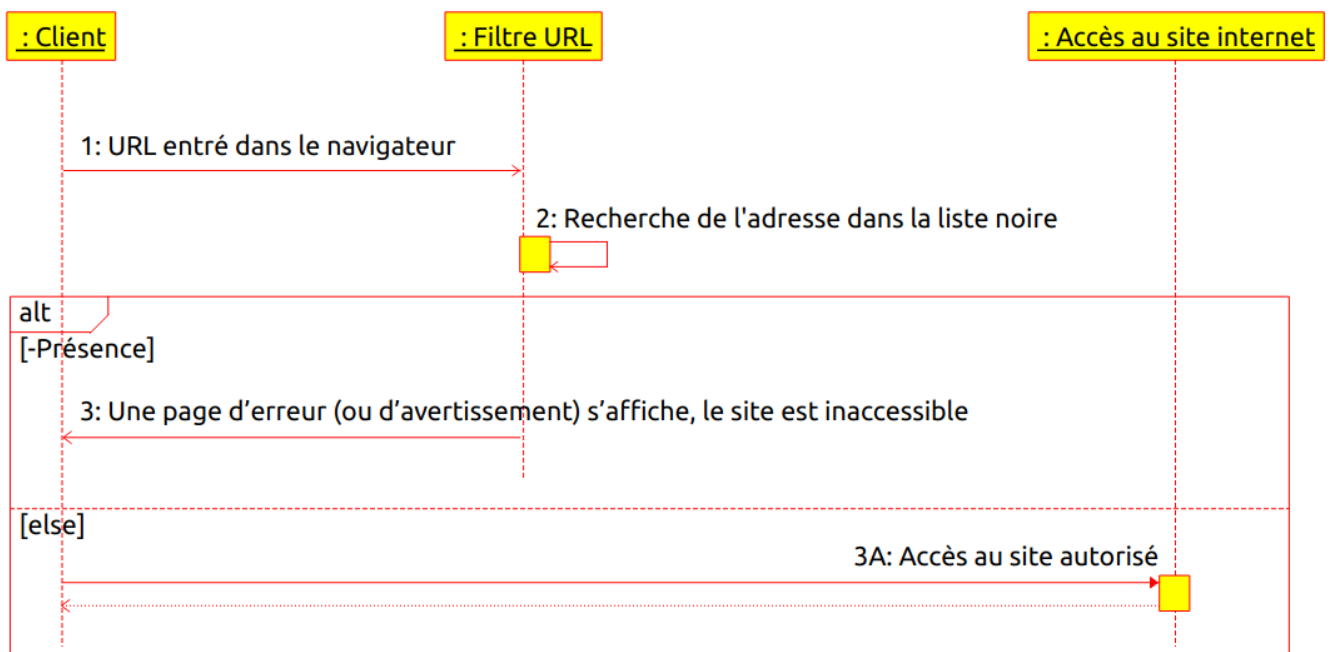 : Client
: Filtre URL
: Accès au site internet
1: URL entré dans le navigateur
2: Recherche de l'adresse dans la liste noire
alt
[-Présence]
3: Une page d’erreur (ou d’avertissement) s’affiche, le site est inaccessible
[else]
3A: Accès au site autorisé